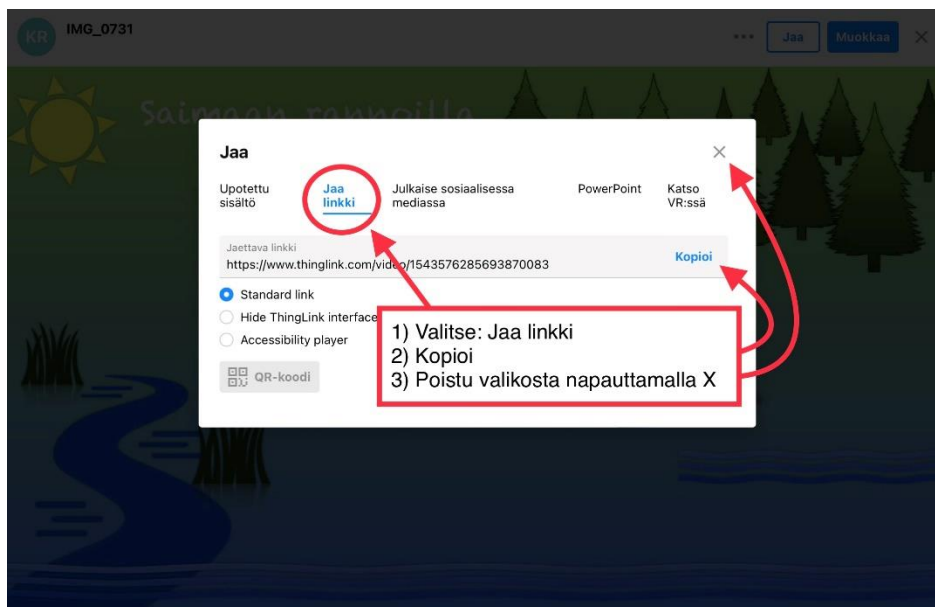 KR IMG_0731
... Jaa Muokkaa
Saimaan rannoilla
Jaa
Upotettu sisältö
Jaa linkki
Julkaise sosiaalisessa mediassa
PowerPoint
Katso VR:ssä
Jaettava linkki
https://www.thinglink.com/video/1543576285693870083
Kopioi
Standard link
Hide ThingLink interface
Accessibility player
QR-koodi
1) Valitse: Jaa linkki
2) Kopioi
3) Poistu valikosta napauttamalla X